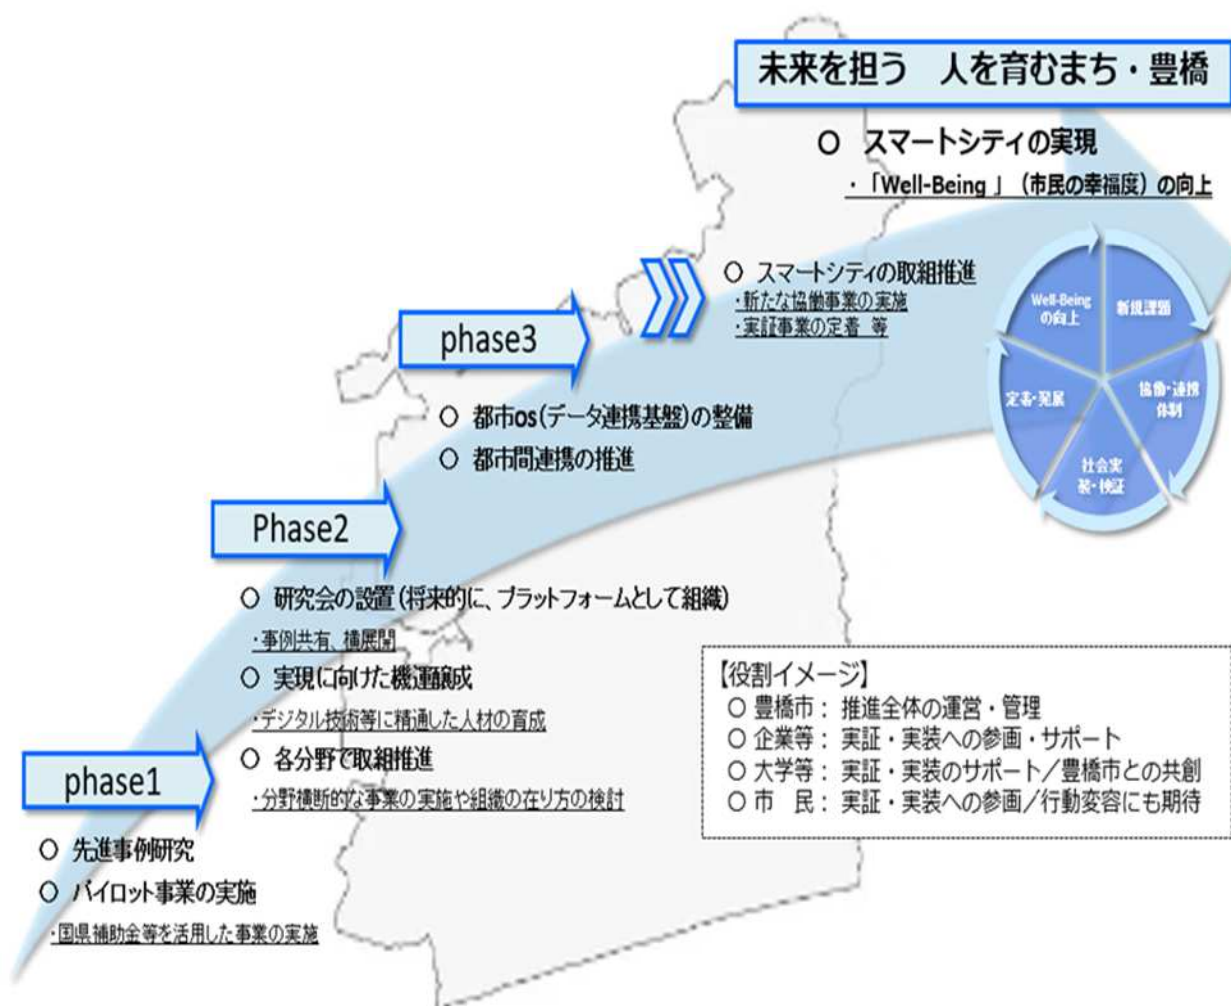 未来を担う 人を育むまち・豊橋
○ スマートシティの実現
・「Well-Being 」（市民の幸福度）の向上
○ スマートシティの取組推進
・新たな協働事業の実施
・実証事業の定着 等
Well-Being
の向上
新規課題
協働・連携
体制
社会実
装・検証
定着・発展
phase3
○ 都市os(データ連携基盤)の整備
○ 都市間連携の推進
Phase2
○ 研究会の設置(将来的に、プラットフォームとして組織)
・事例共有、横展開
○ 実現に向けた機運醸成
・デジタル技術等に精通した人材の育成
○ 各分野で取組推進
・分野横断的な事業の実施や組織の在り方の検討
phase1
○ 先進事例研究
○ パイロット事業の実施
・国県補助金等を活用した事業の実施
【役割イメージ】
○ 豊橋市： 推進全体の運営・管理
○ 企業等： 実証・実装への参画・サポート
○ 大学等： 実証・実装のサポート／豊橋市との共創
○ 市　民： 実証・実装への参画／行動変容にも期待